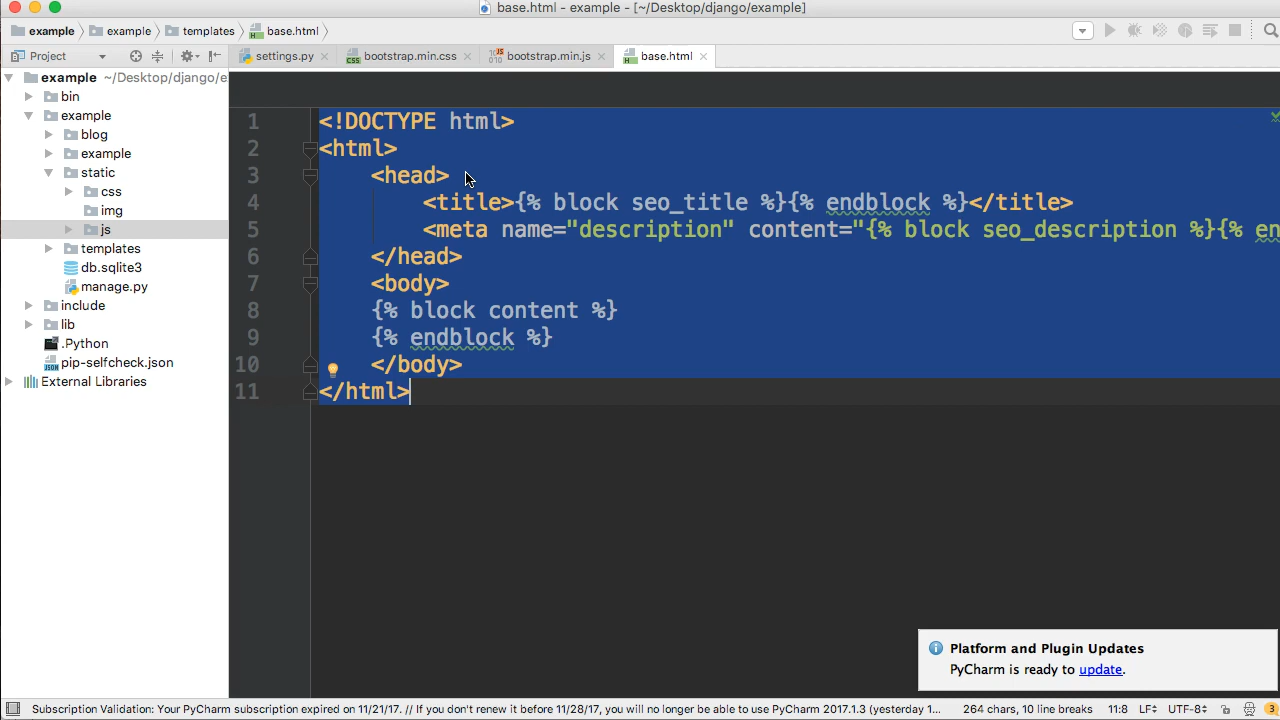 base.html - example - [~/Desktop/django/example]
example example templates base.html
Project settings.py bootstrap.min.css bootstrap.min.js base.html
example ~/Desktop/django/e
bin
example
blog
example
static
css
img
js
templates
db.sqlite3
manage.py
include
lib
.Python
pip-selfcheck.json
External Libraries
1 <!DOCTYPE html>
2 <html>
3 <head>
4 <title>{% block seo_title %}{% endblock %}</title>
5 <meta name="description" content="{% block seo_description %}{% en
6 </head>
7 <body>
8 {% block content %}
9 {% endblock %}
10 </body>
11 </html>
Platform and Plugin Updates
PyCharm is ready to update.
Subscription Validation: Your PyCharm subscription expired on 11/21/17. // If you don't renew it before 11/28/17, you will no longer be able to use PyCharm 2017.1.3 (yesterday 1... 264 chars, 10 line breaks 11:8 LF UTF-8 3